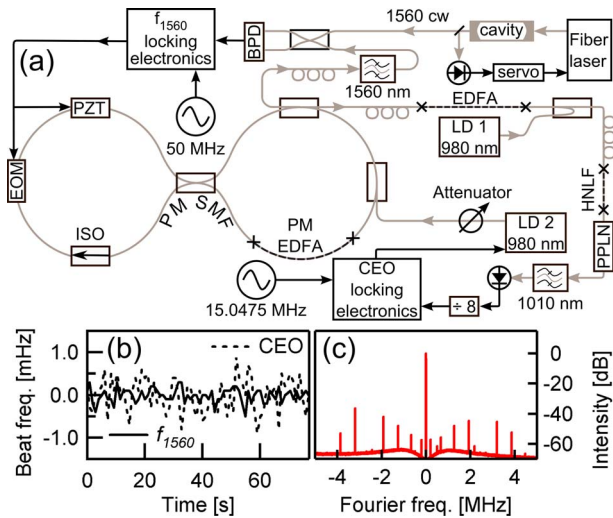 (a)
f1560
locking
electronics
BPD
1560 cw
cavity
Fiber
laser
servo
1560 nm
EDFA
LD 1
980 nm
HNLF
PPLN
PZT
EOM
50 MHz
PM SMF
ISO
PM
EDFA
Attenuator
LD 2
980 nm
15.0475 MHz
CEO
locking
electronics
÷ 8
1010 nm
(b)
CEO
f1560
Beat freq. [mHz]
1.0
0.0
-1.0
0 20 40 60
Time [s]
(c)
Intensity [dB]
0
-20
-40
-60
-4 -2 0 2 4
Fourier freq. [MHz]